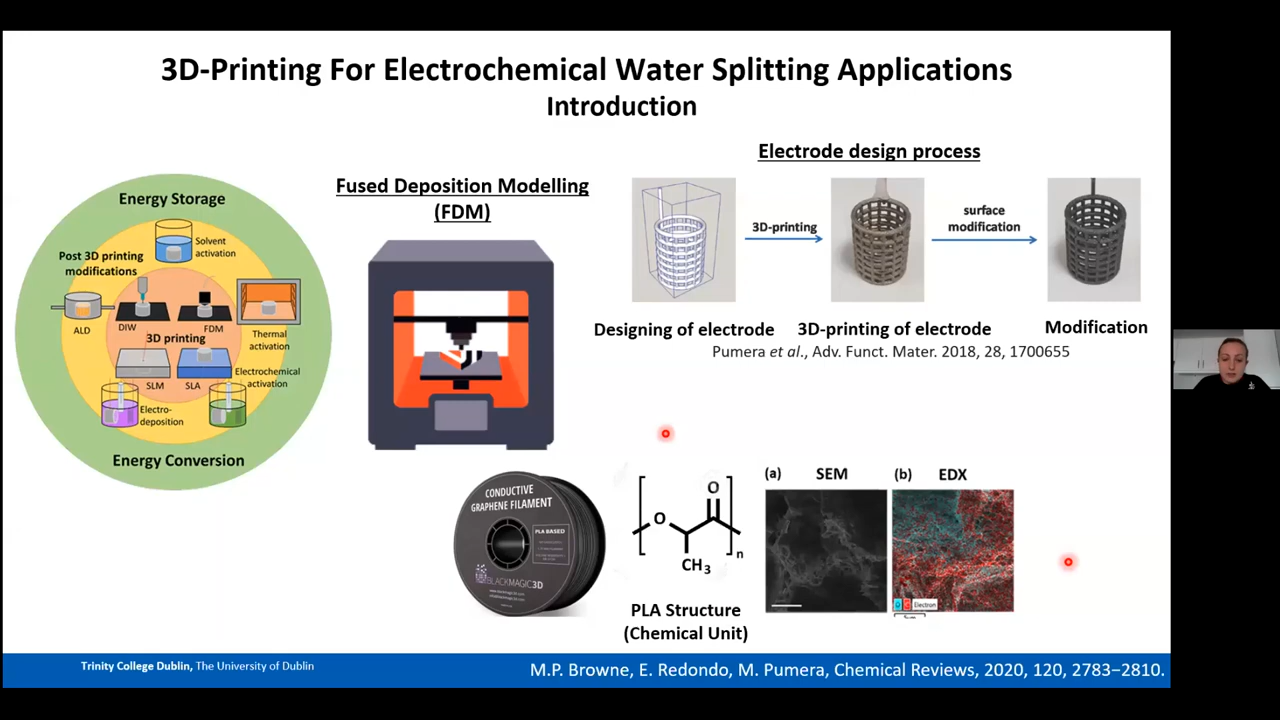 3D-Printing For Electrochemical Water Splitting Applications
Introduction
Energy Storage
Solvent
activation
Post 3D printing
modifications
ALD
DIW
FDM
Thermal
activation
3D printing
SLM
SLA
Electrochemical
activation
Electro-
deposition
Energy Conversion
Fused Deposition Modelling
(FDM)
Electrode design process
3D-printing
surface
modification
Designing of electrode
3D-printing of electrode
Modification
Pumera et al., Adv. Funct. Mater. 2018, 28, 1700655
CONDUCTIVE
GRAPHENE FILAMENT
PLA BASED
BLACKMAGIC3D
O
O
CH3
n
PLA Structure
(Chemical Unit)
(a) SEM
(b) EDX
Electron
Trinity College Dublin, The University of Dublin
M.P. Browne, E. Redondo, M. Pumera, Chemical Reviews, 2020, 120, 2783−2810.